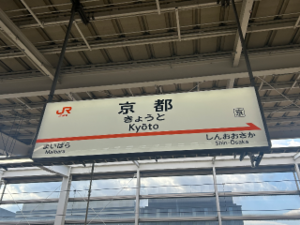 JR
京都
京
きょうと
Kyōto
まいばら
Maibara
しんおおさか
Shin-Ōsaka